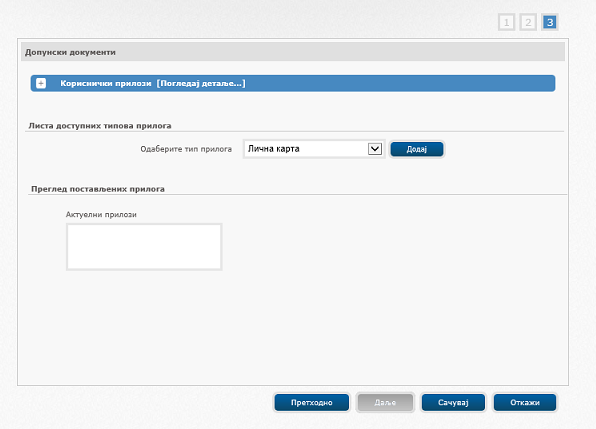 1 2 3
Допунски документи
+ Кориснички прилози [Погледај детаље...]
Листа доступних типова прилога
Одаберите тип прилога Лична карта Додај
Преглед постављених прилога
Актуелни прилози
Претходно Даље Сачувај Откажи